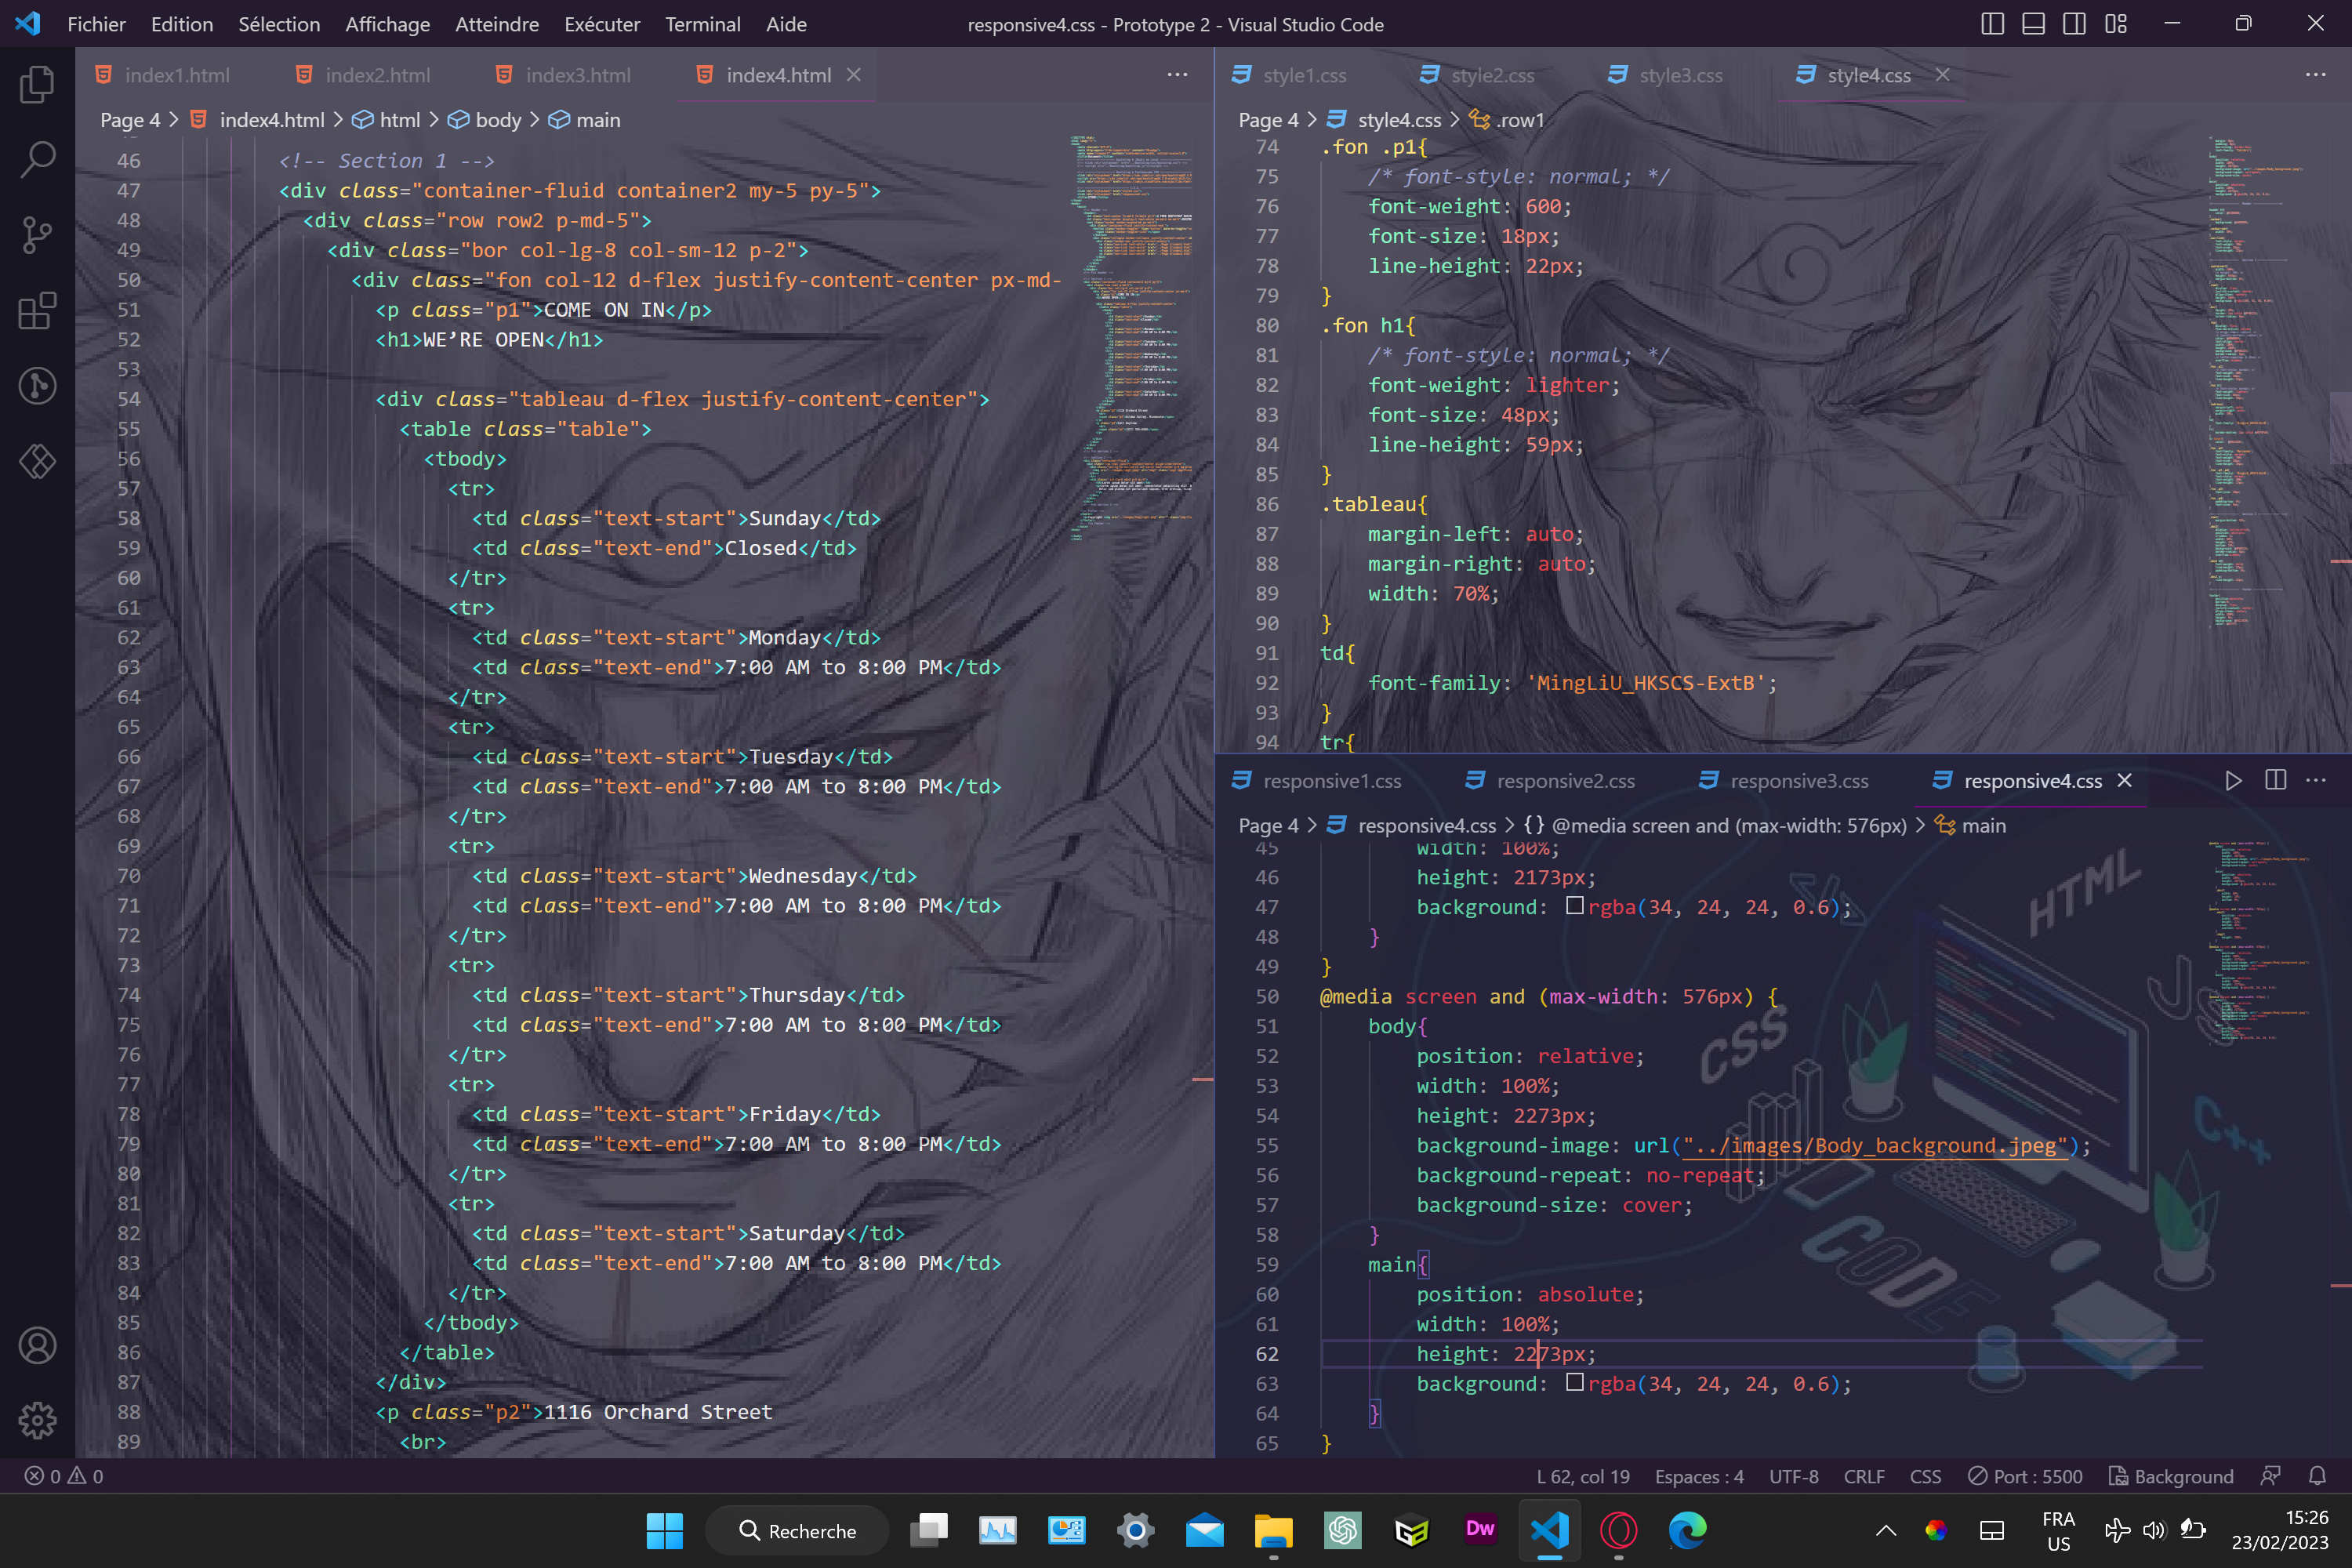 Fichier Edition Sélection Affichage Atteindre Exécuter Terminal Aide
responsive4.css - Prototype 2 - Visual Studio Code
index1.html index2.html index3.html index4.html
Page 4 > index4.html > html > body > main
46 <!-- Section 1 -->
47 <div class="container-fluid container2 my-5 py-5">
48 <div class="row row2 p-md-5">
49 <div class="bor col-lg-8 col-sm-12 p-2">
50 <div class="fon col-12 d-flex justify-content-center px-md-
51 <p class="p1">COME ON IN</p>
52 <h1>WE’RE OPEN</h1>
53
54 <div class="tableau d-flex justify-content-center">
55 <table class="table">
56 <tbody>
57 <tr>
58 <td class="text-start">Sunday</td>
59 <td class="text-end">Closed</td>
60 </tr>
61 <tr>
62 <td class="text-start">Monday</td>
63 <td class="text-end">7:00 AM to 8:00 PM</td>
64 </tr>
65 <tr>
66 <td class="text-start">Tuesday</td>
67 <td class="text-end">7:00 AM to 8:00 PM</td>
68 </tr>
69 <tr>
70 <td class="text-start">Wednesday</td>
71 <td class="text-end">7:00 AM to 8:00 PM</td>
72 </tr>
73 <tr>
74 <td class="text-start">Thursday</td>
75 <td class="text-end">7:00 AM to 8:00 PM</td>
76 </tr>
77 <tr>
78 <td class="text-start">Friday</td>
79 <td class="text-end">7:00 AM to 8:00 PM</td>
80 </tr>
81 <tr>
82 <td class="text-start">Saturday</td>
83 <td class="text-end">7:00 AM to 8:00 PM</td>
84 </tr>
85 </tbody>
86 </table>
87 </div>
88 <p class="p2">1116 Orchard Street
89 <br>
style1.css style2.css style3.css style4.css
Page 4 > style4.css > .row1
74 .fon .p1{
75 /* font-style: normal; */
76 font-weight: 600;
77 font-size: 18px;
78 line-height: 22px;
79 }
80 .fon h1{
81 /* font-style: normal; */
82 font-weight: lighter;
83 font-size: 48px;
84 line-height: 59px;
85 }
86 .tableau{
87 margin-left: auto;
88 margin-right: auto;
89 width: 70%;
90 }
91 td{
92 font-family: 'MingLiU_HKSCS-ExtB';
93 }
94 tr{
responsive1.css responsive2.css responsive3.css responsive4.css
Page 4 > responsive4.css > {} @media screen and (max-width: 576px) > main
45 width: 100%;
46 height: 2173px;
47 background: rgba(34, 24, 24, 0.6);
48 }
49 }
50 @media screen and (max-width: 576px) {
51 body{
52 position: relative;
53 width: 100%;
54 height: 2273px;
55 background-image: url("../images/Body_background.jpeg");
56 background-repeat: no-repeat;
57 background-size: cover;
58 }
59 main{
60 position: absolute;
61 width: 100%;
62 height: 2273px;
63 background: rgba(34, 24, 24, 0.6);
64 }
65 }
HTML
JS
CSS
C++
CODE
0 0
L 62, col 19 Espaces : 4 UTF-8 CRLF CSS Port : 5500 Background
Recherche
Dw
FRA
US
15:26
23/02/2023